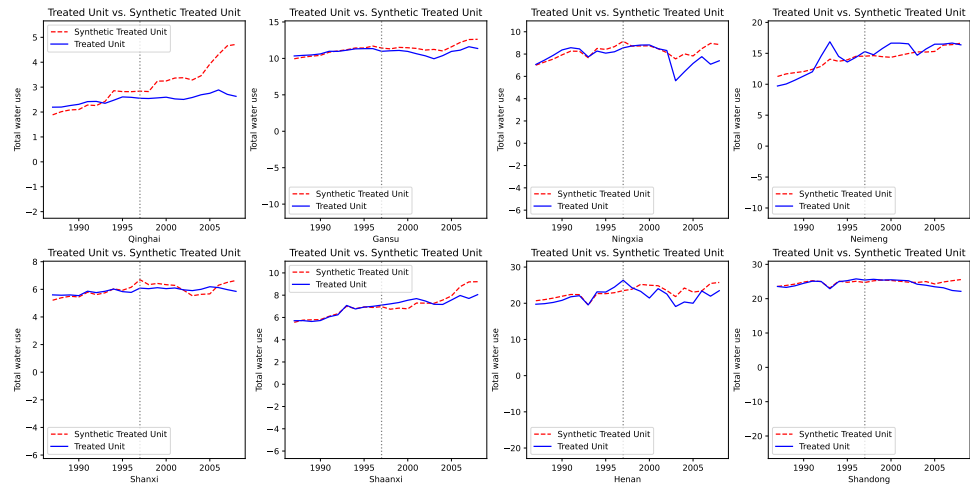 Treated Unit vs. Synthetic Treated Unit
Total water use
5
4
3
2
1
0
−1
−2
Synthetic Treated Unit
Treated Unit
1990 1995 2000 2005
Qinghai
Treated Unit vs. Synthetic Treated Unit
Total water use
15
10
5
0
−5
−10
Synthetic Treated Unit
Treated Unit
1990 1995 2000 2005
Gansu
Treated Unit vs. Synthetic Treated Unit
Total water use
10
8
6
4
2
0
−2
−4
−6
Synthetic Treated Unit
Treated Unit
1990 1995 2000 2005
Ningxia
Treated Unit vs. Synthetic Treated Unit
Total water use
20
15
10
5
0
−5
−10
Synthetic Treated Unit
Treated Unit
1990 1995 2000 2005
Neimeng
Treated Unit vs. Synthetic Treated Unit
Total water use
8
6
4
2
0
−2
−4
−6
Synthetic Treated Unit
Treated Unit
1990 1995 2000 2005
Shanxi
Treated Unit vs. Synthetic Treated Unit
Total water use
10
8
6
4
2
0
−2
−4
−6
Synthetic Treated Unit
Treated Unit
1990 1995 2000 2005
Shaanxi
Treated Unit vs. Synthetic Treated Unit
Total water use
30
20
10
0
−10
−20
Synthetic Treated Unit
Treated Unit
1990 1995 2000 2005
Henan
Treated Unit vs. Synthetic Treated Unit
Total water use
30
20
10
0
−10
−20
Synthetic Treated Unit
Treated Unit
1990 1995 2000 2005
Shandong